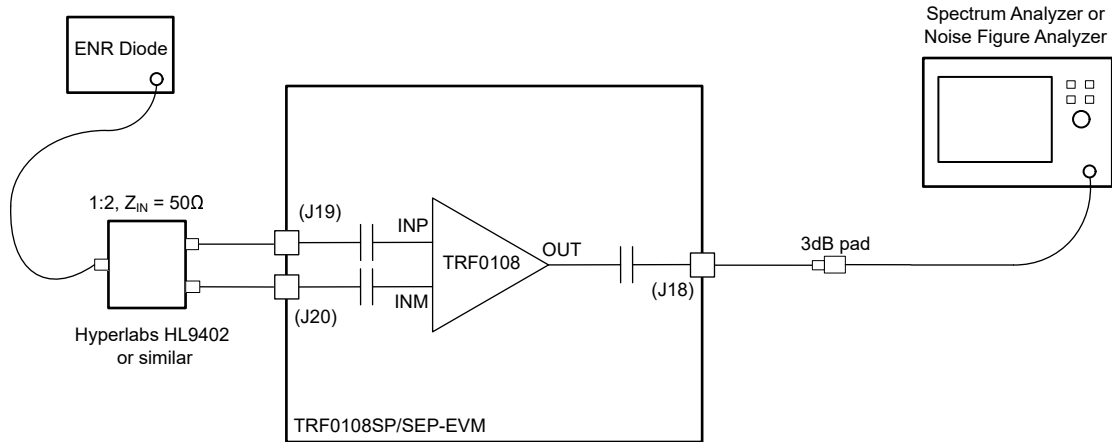 Spectrum Analyzer or
Noise Figure Analyzer
ENR Diode
1:2, ZIN = 50Ω
(J19)
INP
OUT
TRF0108
3dB pad
(J18)
INM
(J20)
Hyperlabs HL9402
or similar
TRF0108SP/SEP-EVM